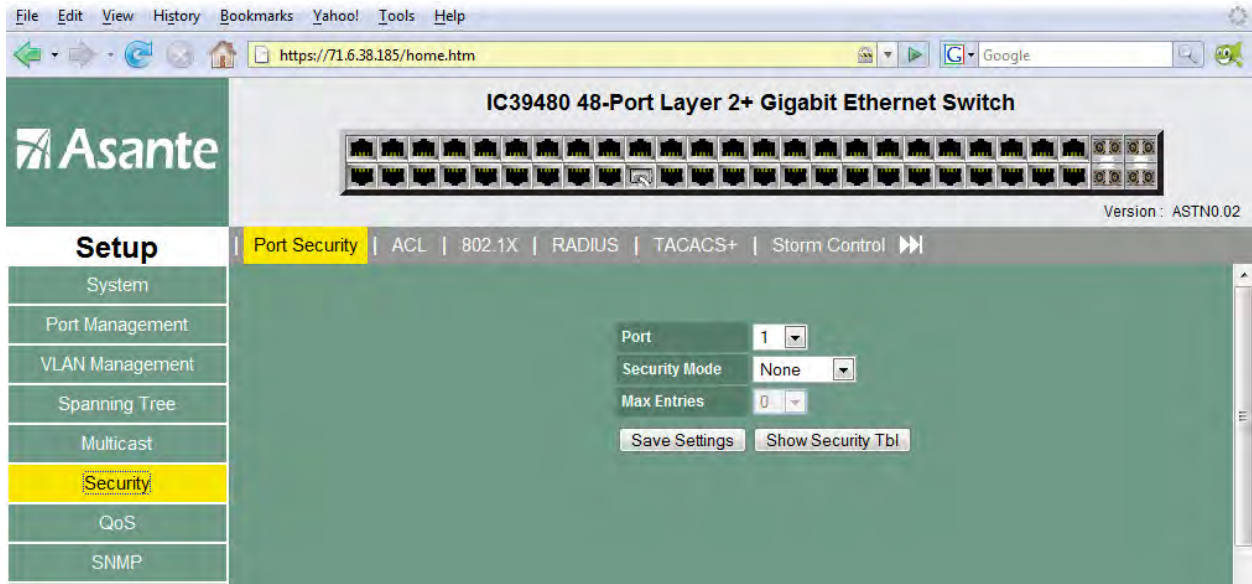 File Edit View History Bookmarks Yahoo! Tools Help
https://71.6.38.185/home.htm
G Google
Asante
IC39480 48-Port Layer 2+ Gigabit Ethernet Switch
Version : ASTN0.02
Setup
| Port Security | ACL | 802.1X | RADIUS | TACACS+ | Storm Control
System
Port Management
VLAN Management
Spanning Tree
Multicast
Security
QoS
SNMP
Port 1
Security Mode None
Max Entries 0
Save Settings Show Security Tbl